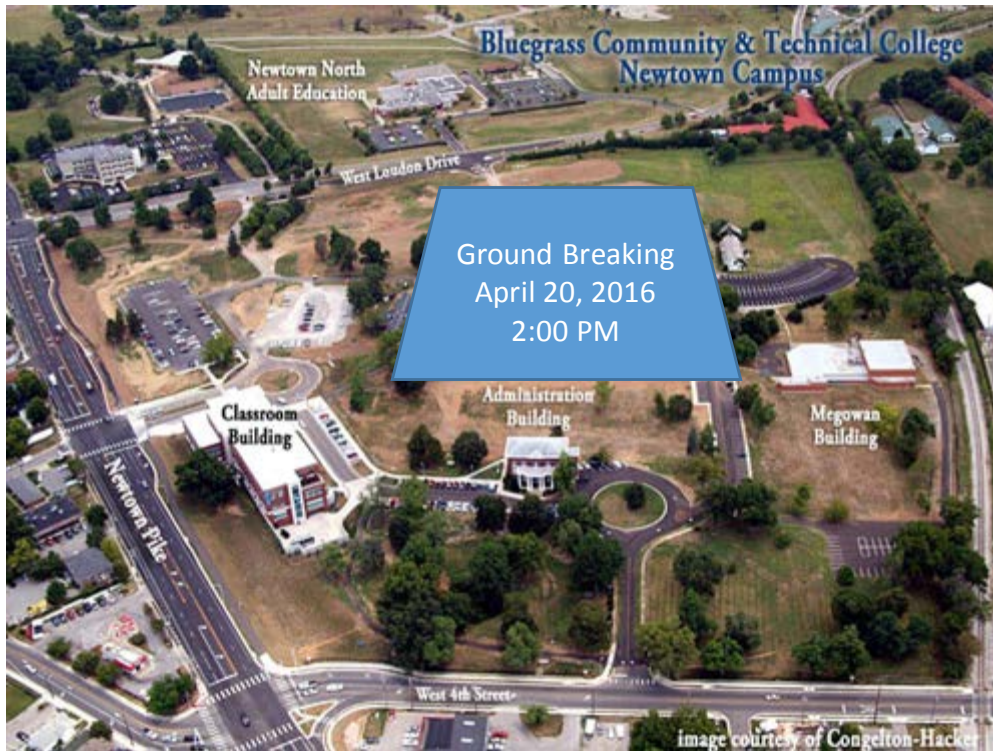 Bluegrass Community & Technical College
Newtown Campus
Newtown North
Adult Education
West Loudon Drive
Ground Breaking
April 20, 2016
2:00 PM
Administration
Building
Classroom
Building
Megowan
Building
Newtown Pike
West 4th Street
image courtesy of Congelton-Hacker